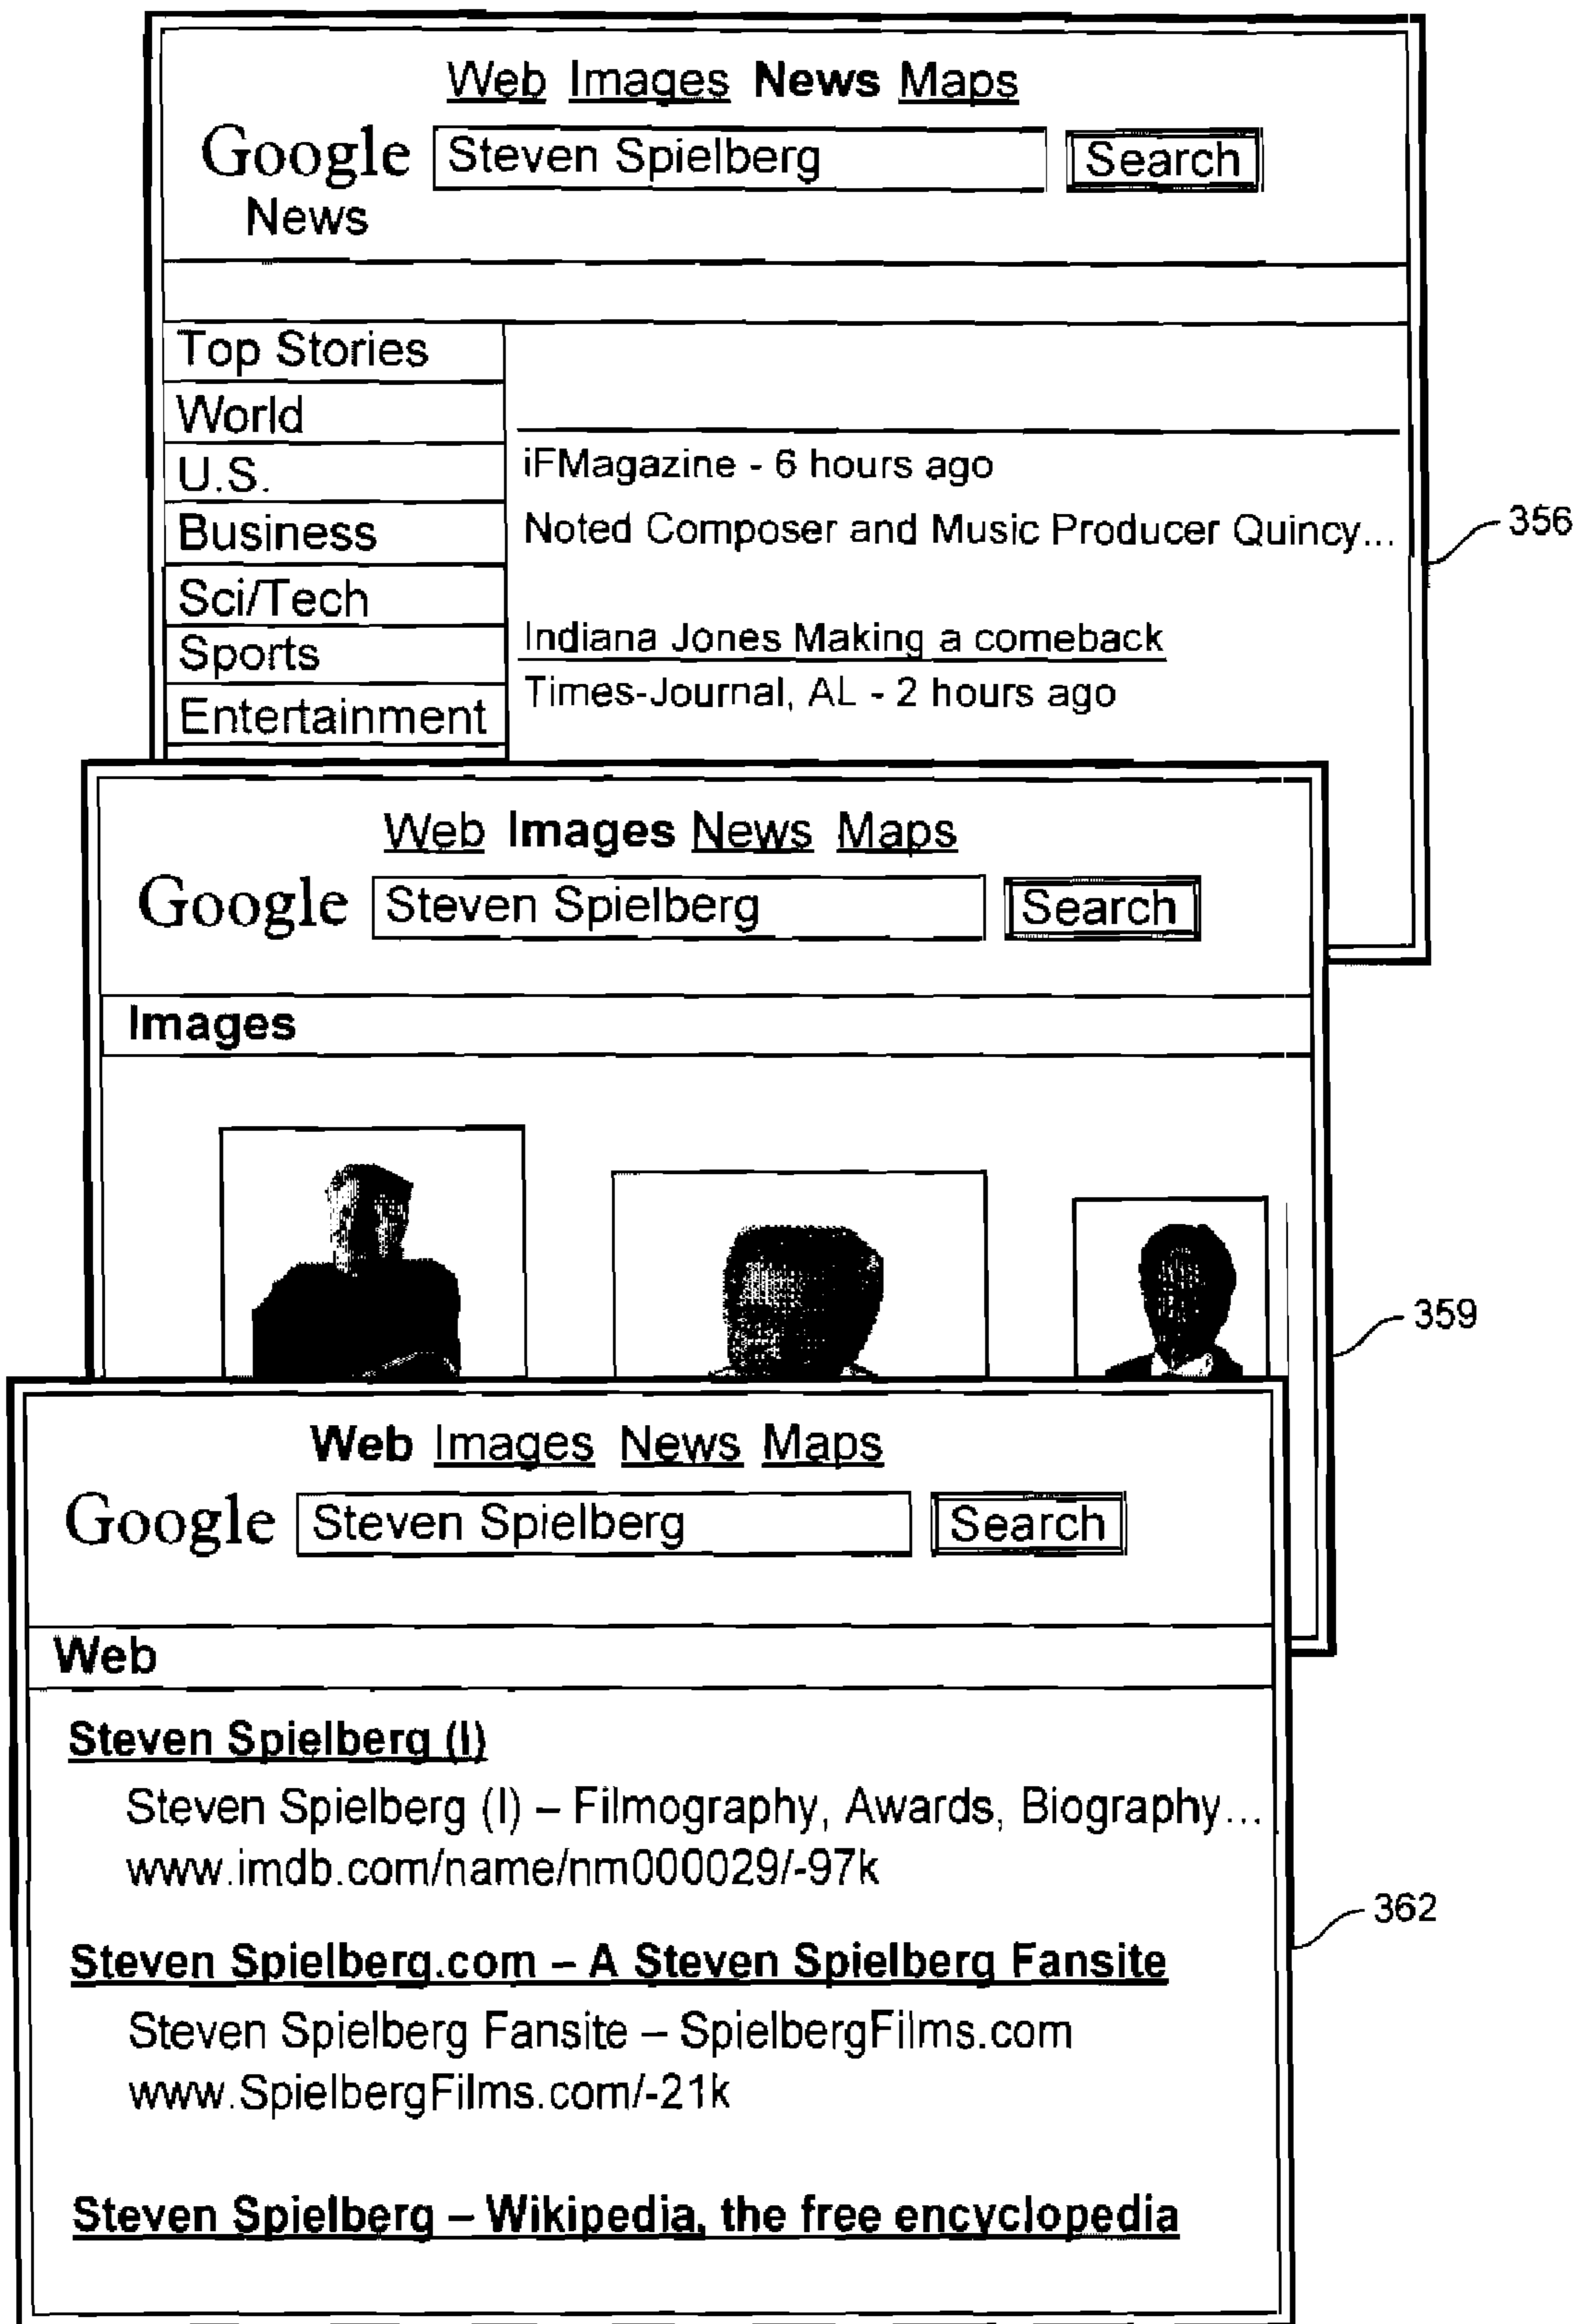 Web Images News Maps
Google Steven Spielberg Search
News
Top Stories
World
U.S.
Business
Sci/Tech
Sports
Entertainment
iFMagazine - 6 hours ago
Noted Composer and Music Producer Quincy...
Indiana Jones Making a comeback
Times-Journal, AL - 2 hours ago
356
Web Images News Maps
Google Steven Spielberg Search
Images
359
Web Images News Maps
Google Steven Spielberg Search
Web
Steven Spielberg (I)
Steven Spielberg (I) – Filmography, Awards, Biography...
www.imdb.com/name/nm000029/-97k
362
Steven Spielberg.com – A Steven Spielberg Fansite
Steven Spielberg Fansite – SpielbergFilms.com
www.SpielbergFilms.com/-21k
Steven Spielberg – Wikipedia, the free encyclopedia